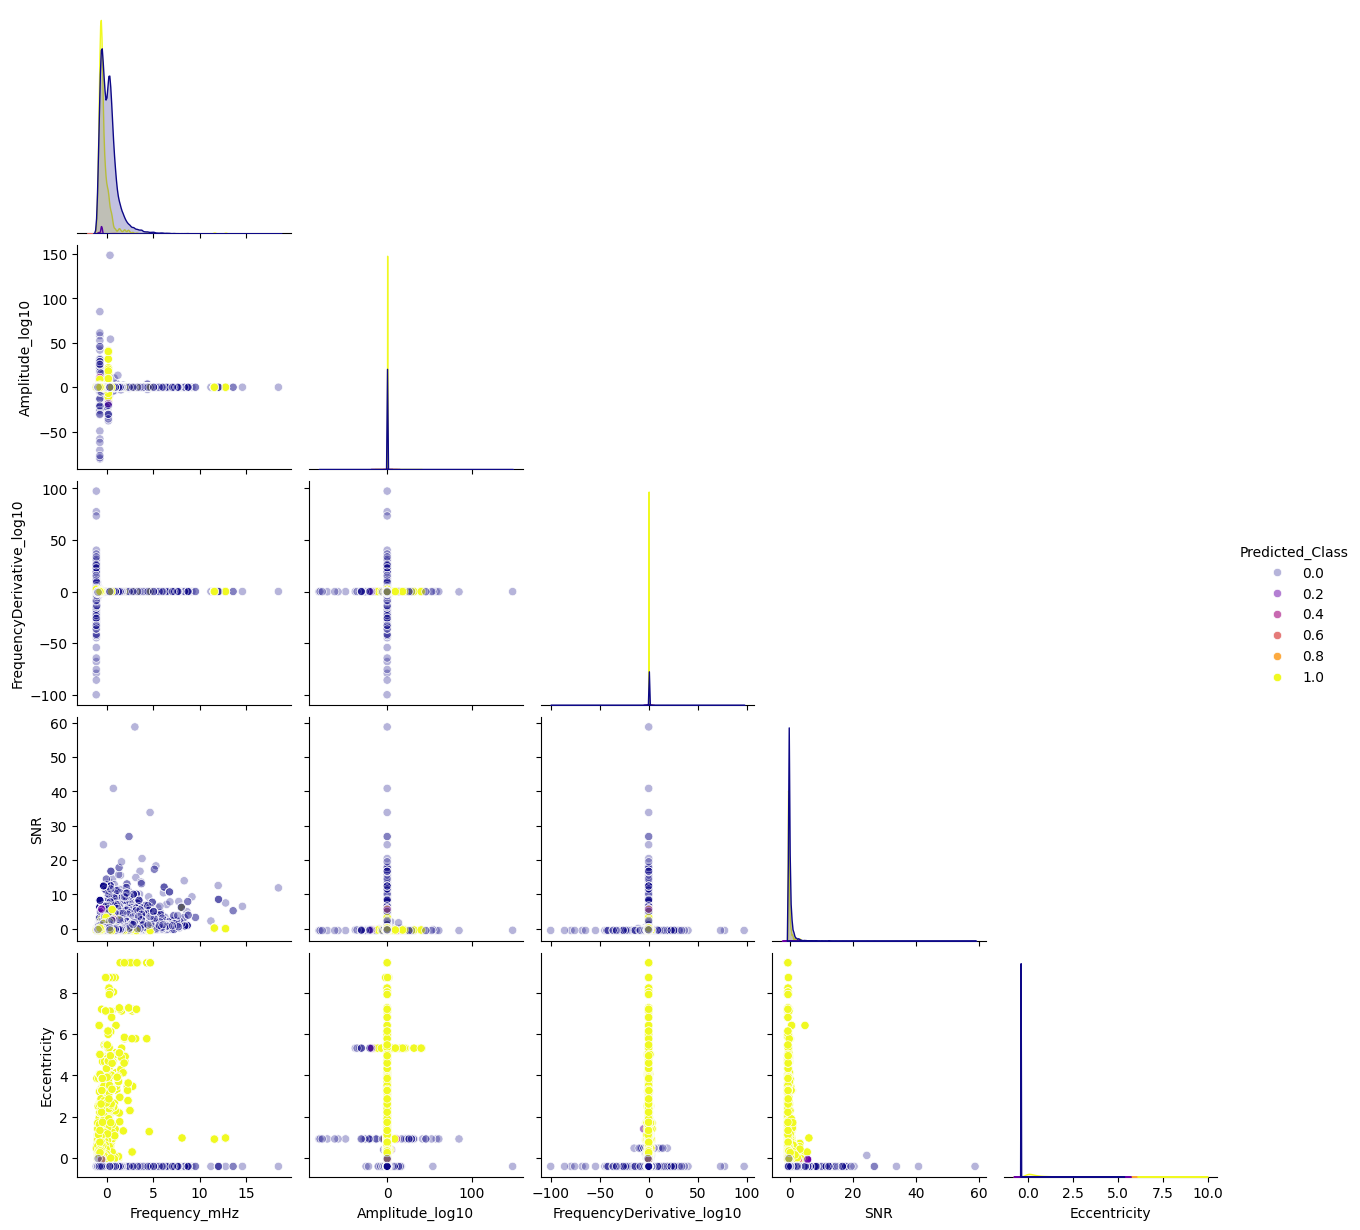 150
100
50
0
−50
Amplitude_log10
100
50
0
−50
−100
FrequencyDerivative_log10
Predicted_Class
0.0
0.2
0.4
0.6
0.8
1.0
60
50
40
30
20
10
0
SNR
8
6
4
2
0
Eccentricity
0 5 10 15
0 100
−100 −50 0 50 100
0 20 40 60
0.0 2.5 5.0 7.5 10.0
Frequency_mHz Amplitude_log10 FrequencyDerivative_log10 SNR Eccentricity